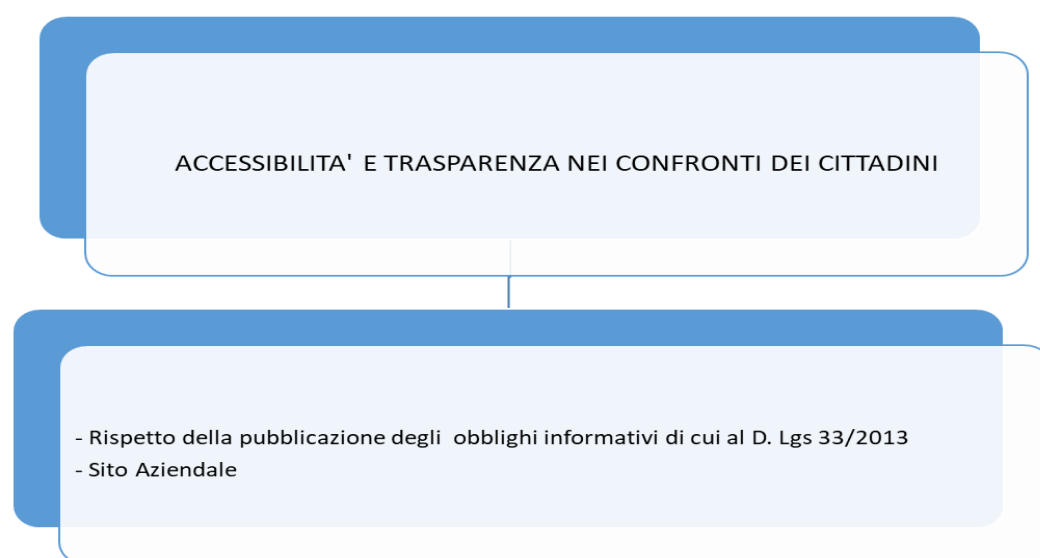 ACCESSIBILITA' E TRASPARENZA NEI CONFRONTI DEI CITTADINI
- Rispetto della pubblicazione degli  obblighi informativi di cui al D. Lgs 33/2013
- Sito Aziendale